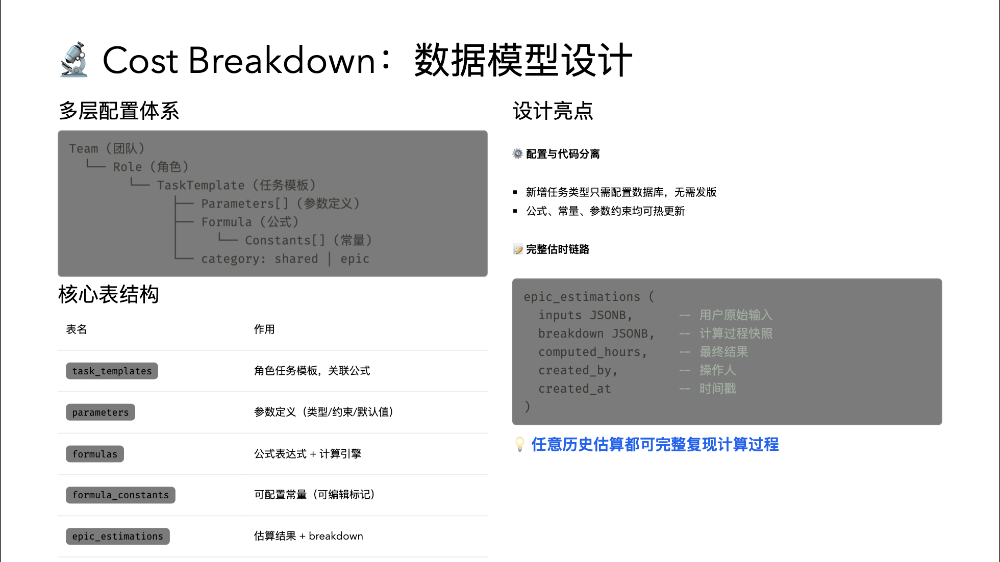 🔬 Cost Breakdown：数据模型设计
多层配置体系
Team（团队）
└── Role（角色）
└── TaskTemplate（任务模板）
├── Parameters[]（参数定义）
├── Formula（公式）
│   └── Constants[]（常量）
└── category: shared | epic
核心表结构
表名 作用
task_templates 角色任务模板，关联公式
parameters 参数定义（类型/约束/默认值）
formulas 公式表达式 + 计算引擎
formula_constants 可配置常量（可编辑标记）
epic_estimations 估算结果 + breakdown
设计亮点
⚙️ 配置与代码分离
▪ 新增任务类型只需配置数据库，无需发版
▪ 公式、常量、参数约束均可热更新
📝 完整估时链路
epic_estimations (
inputs JSONB, -- 用户原始输入
breakdown JSONB, -- 计算过程快照
computed_hours, -- 最终结果
created_by, -- 操作人
created_at -- 时间戳
)
💡 任意历史估算都可完整复现计算过程